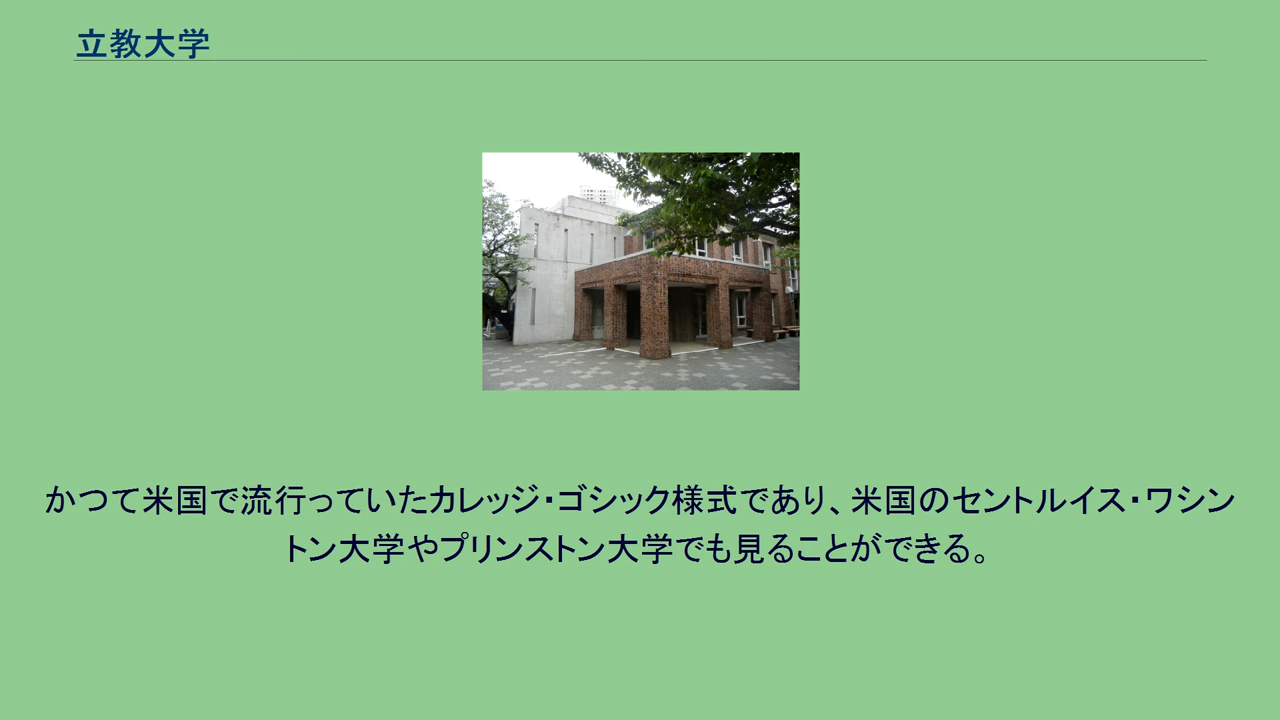 立教大学
かつて米国で流行っていたカレッジ・ゴシック様式であり、米国のセントルイス・ワシン
トン大学やプリンストン大学でも見ることができる。